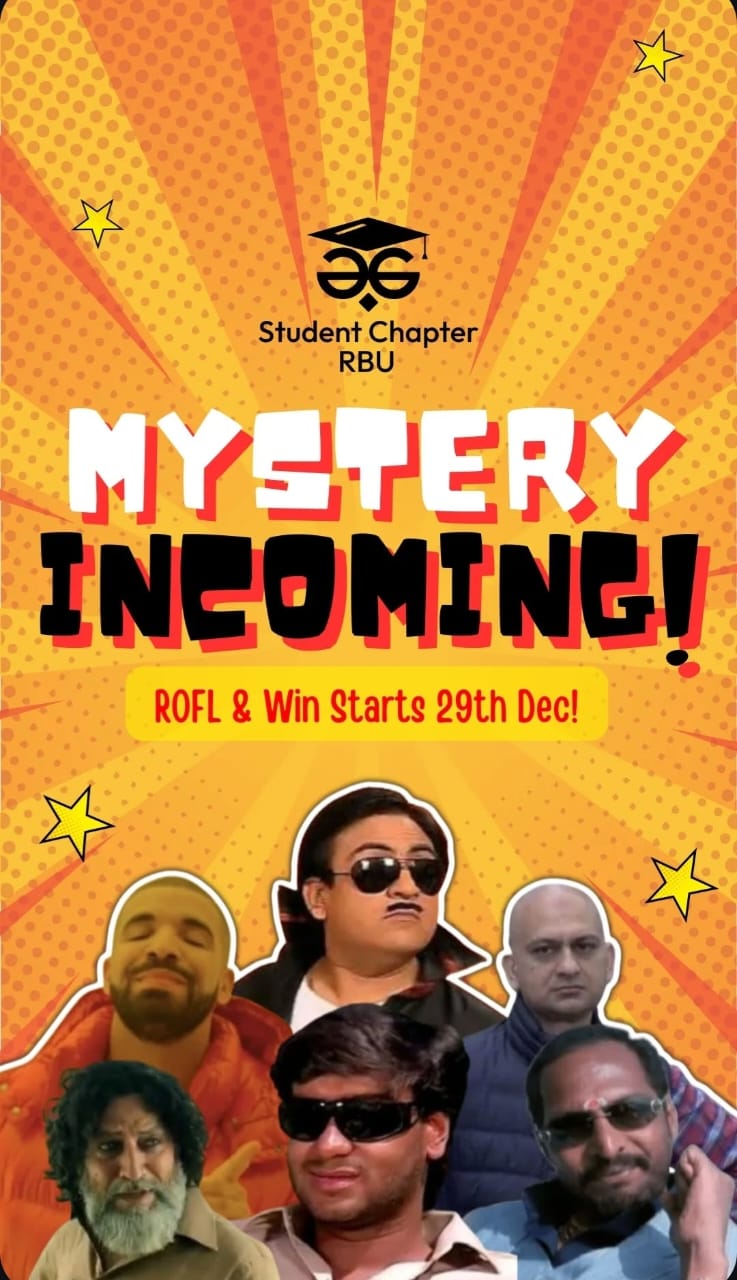 Student Chapter
RBU
MYSTERY
INCOMING!
ROFL & Win Starts 29th Dec!